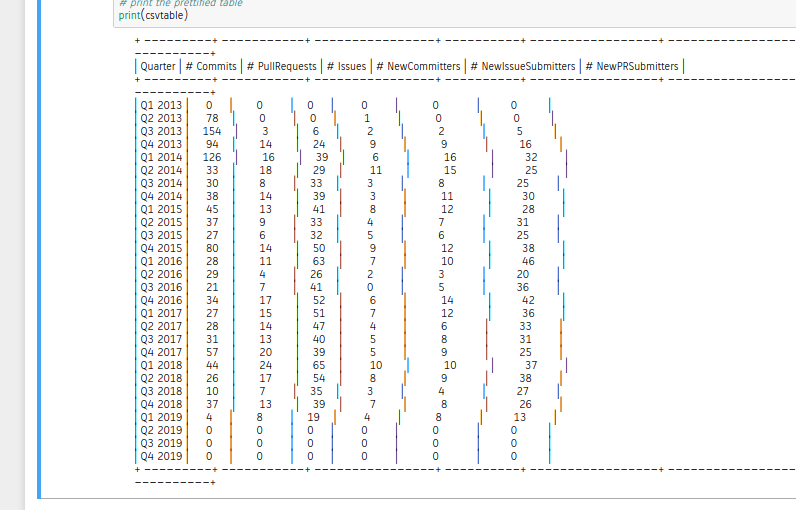 # print the prettified table
print(csvtable)
+ -----------+ -----------+ -----------------+ -----------+ -----------------+ ----------------------
-----------+
| Quarter | # Commits | # PullRequests | # Issues | # NewCommitters | # NewIssueSubmitters | # NewPRSubmitters |
+ -----------+ -----------+ -----------------+ -----------+ -----------------+ ----------------------
-----------+
| Q1 2013 | 0 | 0 | 0 | 0 | 0 | 0 |
| Q2 2013 | 78 | 0 | 0 | 1 | 0 | 0 |
| Q3 2013 | 154 | 3 | 6 | 2 | 2 | 5 |
| Q4 2013 | 94 | 14 | 24 | 9 | 9 | 16 |
| Q1 2014 | 126 | 16 | 39 | 6 | 16 | 32 |
| Q2 2014 | 33 | 18 | 29 | 11 | 15 | 25 |
| Q3 2014 | 30 | 8 | 33 | 3 | 8 | 25 |
| Q4 2014 | 38 | 14 | 39 | 3 | 11 | 30 |
| Q1 2015 | 45 | 13 | 41 | 8 | 12 | 28 |
| Q2 2015 | 37 | 9 | 33 | 4 | 7 | 31 |
| Q3 2015 | 27 | 6 | 32 | 5 | 6 | 25 |
| Q4 2015 | 80 | 14 | 50 | 9 | 12 | 38 |
| Q1 2016 | 28 | 11 | 63 | 7 | 10 | 46 |
| Q2 2016 | 29 | 4 | 26 | 2 | 3 | 20 |
| Q3 2016 | 21 | 7 | 41 | 0 | 5 | 36 |
| Q4 2016 | 34 | 17 | 52 | 6 | 14 | 42 |
| Q1 2017 | 27 | 15 | 51 | 7 | 12 | 36 |
| Q2 2017 | 28 | 14 | 47 | 4 | 6 | 33 |
| Q3 2017 | 31 | 13 | 40 | 5 | 8 | 31 |
| Q4 2017 | 57 | 20 | 39 | 5 | 9 | 25 |
| Q1 2018 | 44 | 24 | 65 | 10 | 10 | 37 |
| Q2 2018 | 26 | 17 | 54 | 8 | 9 | 38 |
| Q3 2018 | 10 | 7 | 35 | 3 | 4 | 27 |
| Q4 2018 | 37 | 13 | 39 | 7 | 8 | 26 |
| Q1 2019 | 4 | 8 | 19 | 4 | 8 | 13 |
| Q2 2019 | 0 | 0 | 0 | 0 | 0 | 0 |
| Q3 2019 | 0 | 0 | 0 | 0 | 0 | 0 |
| Q4 2019 | 0 | 0 | 0 | 0 | 0 | 0 |
+ -----------+ -----------+ -----------------+ -----------+ -----------------+ ----------------------
-----------+